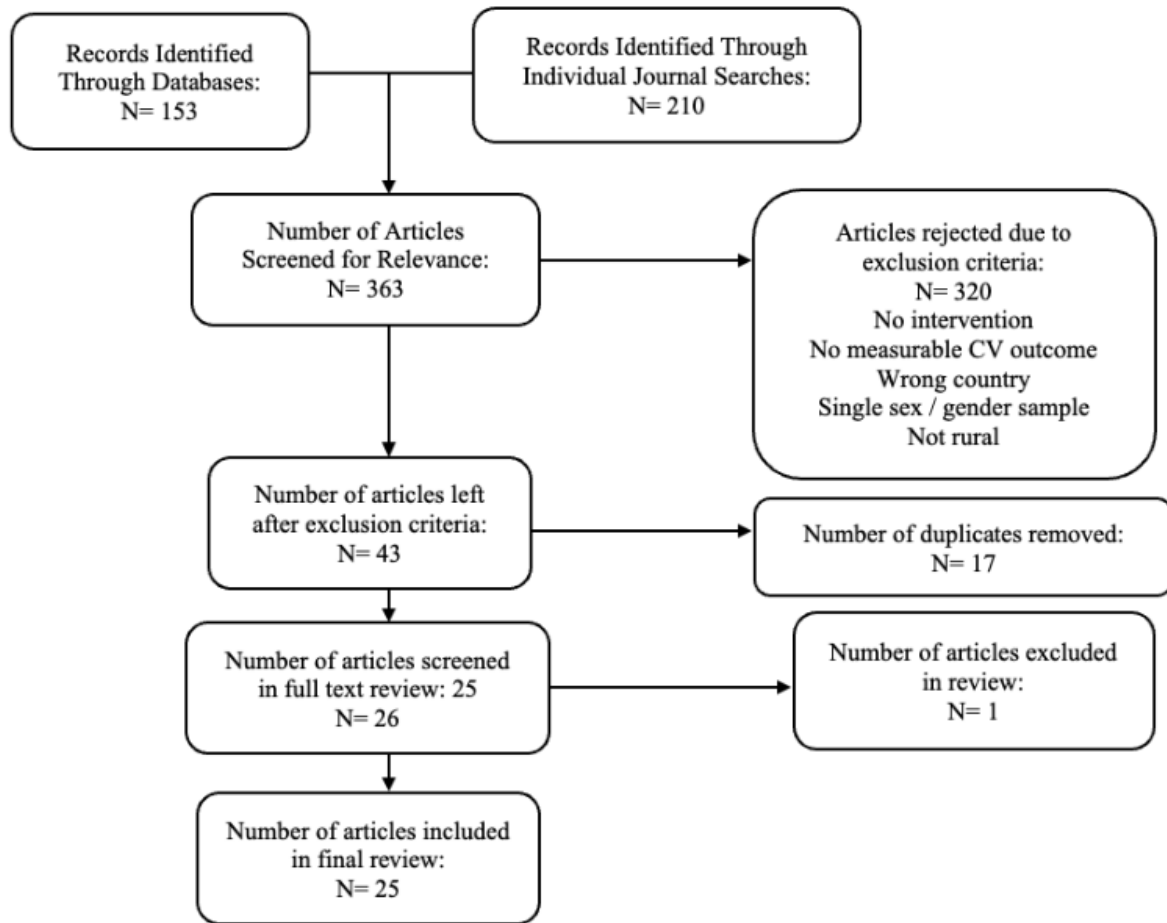 Records Identified
Through Databases:
N= 153
Records Identified Through
Individual Journal Searches:
N= 210
Number of Articles
Screened for Relevance:
N= 363
Articles rejected due to
exclusion criteria:
N= 320
No intervention
No measurable CV outcome
Wrong country
Single sex / gender sample
Not rural
Number of articles left
after exclusion criteria:
N= 43
Number of duplicates removed:
N= 17
Number of articles screened
in full text review: 25
N= 26
Number of articles excluded
in review:
N= 1
Number of articles included
in final review:
N= 25